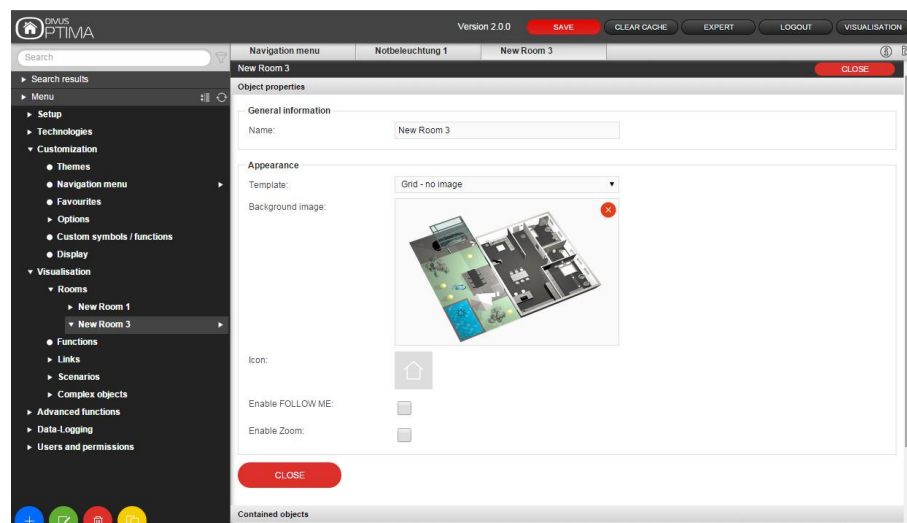 DIVUS
OPTIMA
Version 2.0.0
SAVE
CLEAR CACHE
EXPERT
LOGOUT
VISUALISATION
Search
Navigation menu
Notbeleuchtung 1
New Room 3
Search results
New Room 3
CLOSE
Menu
Object properties
Setup
General information
Technologies
Name:
New Room 3
Customization
Themes
Appearance
Navigation menu
Template:
Grid - no image
Favourites
Background image:
Options
Custom symbols / functions
Display
Visualisation
Rooms
New Room 1
New Room 3
Functions
Links
Icon:
Scenarios
Complex objects
Enable FOLLOW ME:
Advanced functions
Data-Logging
Enable Zoom:
Users and permissions
CLOSE
Contained objects